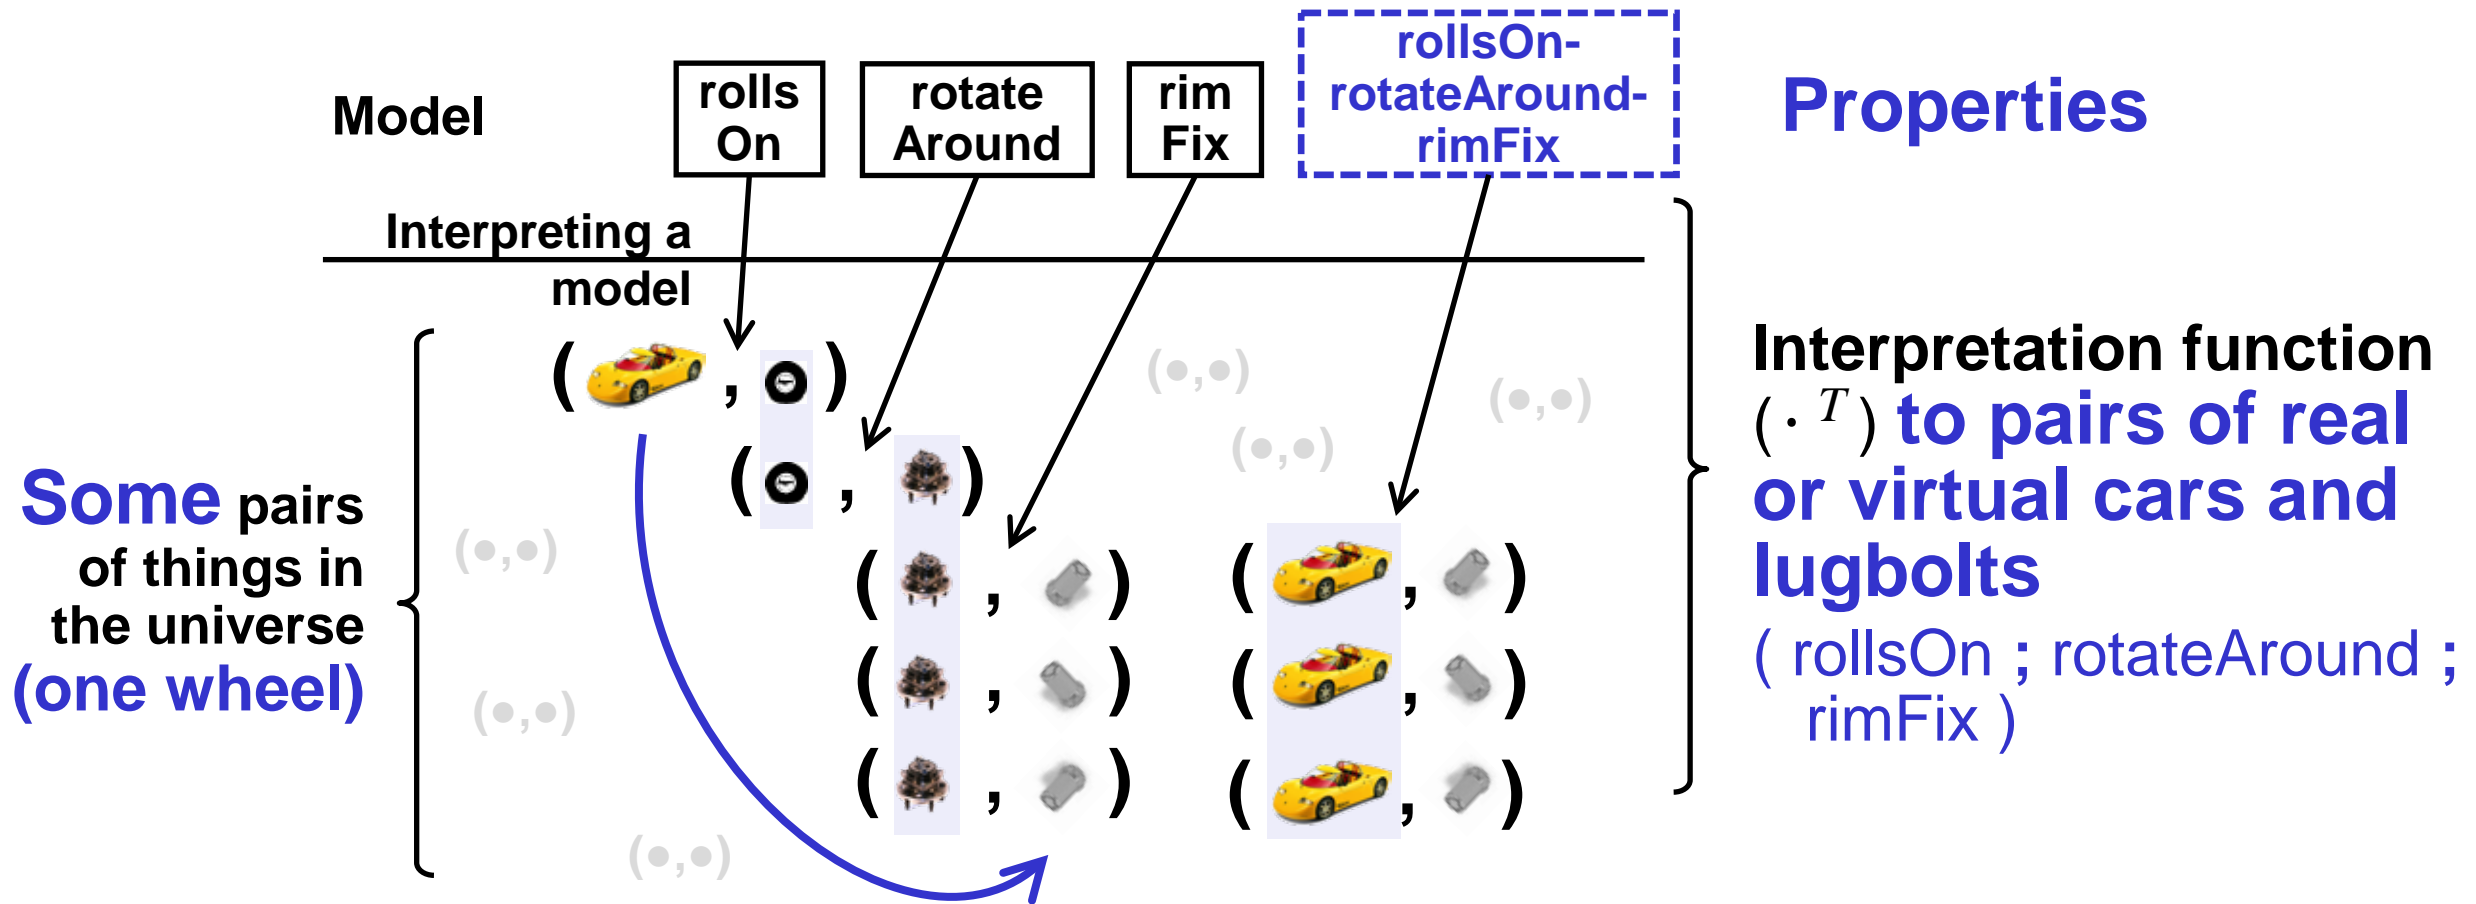 Model
rolls
On
rotate
Around
rim
Fix
rollsOn-
rotateAround-
rimFix
Properties
Interpreting a
model
( , )
( , )
( , )
( , )
( , )
( , )
( , )
( , )
(●,●)
(●,●)
(●,●)
(●,●)
(●,●)
(●,●)
Some pairs
of things in
the universe
(one wheel)
Interpretation function
(· T) to pairs of real
or virtual cars and
lugbolts
( rollsOn ; rotateAround ;
rimFix )